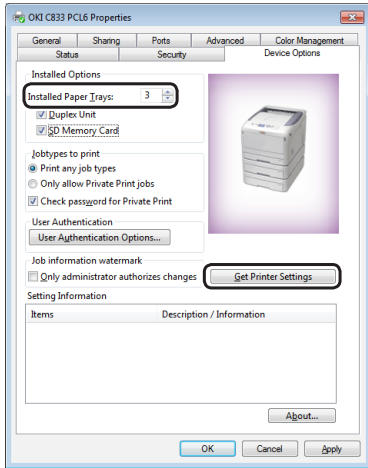 OKI C833 PCL6 Properties
General Sharing Ports Advanced Color Management
Status Security Device Options
Installed Options
Installed Paper Trays: 3
Duplex Unit
SD Memory Card
Jobtypes to print
Print any job types
Only allow Private Print jobs
Check password for Private Print
User Authentication
User Authentication Options...
Job information watermark
Only administrator authorizes changes Get Printer Settings
Setting Information
Items Description / Information
About...
OK Cancel Apply